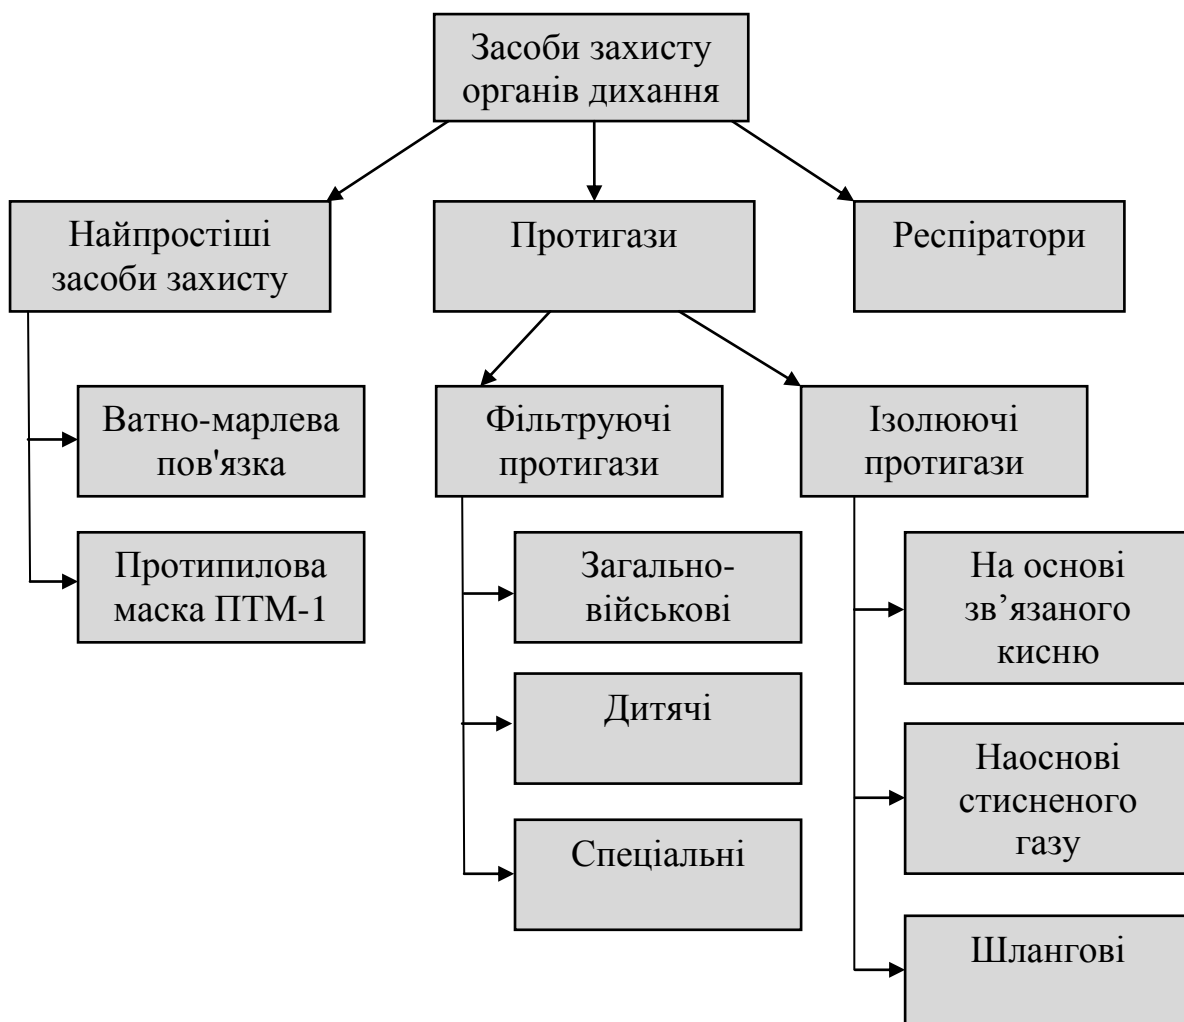 Засоби захисту
органів дихання
Найпростіші
засоби захисту
Протигази
Респіратори
Ватно-марлева
пов'язка
Протипилова
маска ПТМ-1
Фільтруючі
протигази
Загально-
військові
Дитячі
Спеціальні
Ізолюючі
протигази
На основі
зв’язаного
кисню
Наоснові
стисненого
газу
Шлангові